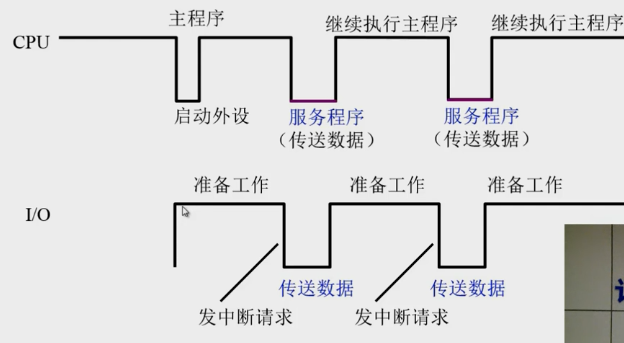 主程序
继续执行主程序
继续执行主程序
CPU
启动外设
服务程序
(传送数据)
服务程序
(传送数据)
准备工作
准备工作
准备工作
I/O
传送数据
传送数据
发中断请求
发中断请求